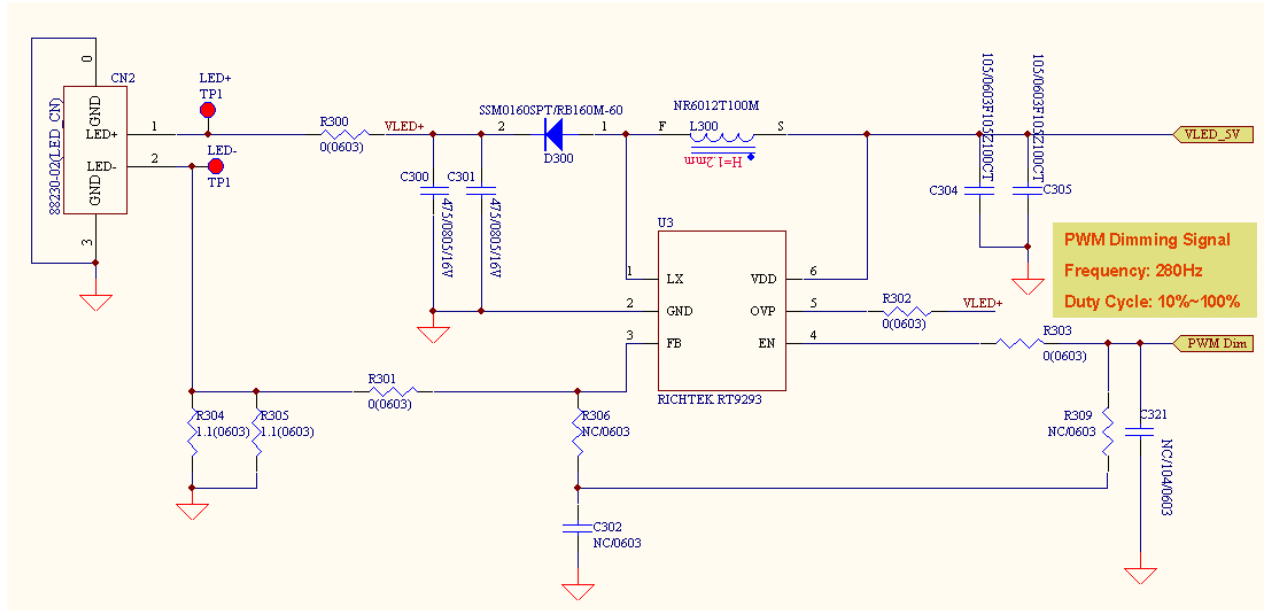 CN2
0
GND
LED+
LED-
GND
3
88230-02(LED_CN)
1
2
LED+
TP1
LED-
TP1
R300
0(0603)
VLED+
2
SSM0160SPT/RB160M-60
1
D300
C300
475/0805/16V
C301
475/0805/16V
NR6012T100M
F
L300
S
H=1.2mm
105/0603F105Z100CT
105/0603F105Z100CT
C304
C305
VLED_5V
PWM Dimming Signal
Frequency: 280Hz
Duty Cycle: 10%~100%
U3
1
LX
VDD
6
2
GND
OVP
5
3
FB
EN
4
RICHTEK RT9293
R302
0(0603)
VLED+
R303
0(0603)
PWM Dim
R301
0(0603)
R304
1.1(0603)
R305
1.1(0603)
R306
NC/0603
R309
NC/0603
C321
NC/104/0603
C302
NC/0603